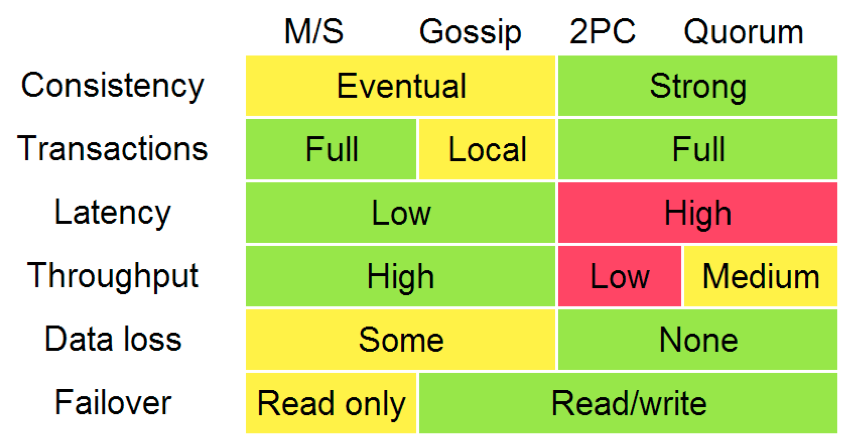 M/S Gossip 2PC Quorum
Consistency Eventual Strong
Transactions Full Local Full
Latency Low High
Throughput High Low Medium
Data loss Some None
Failover Read only Read/write